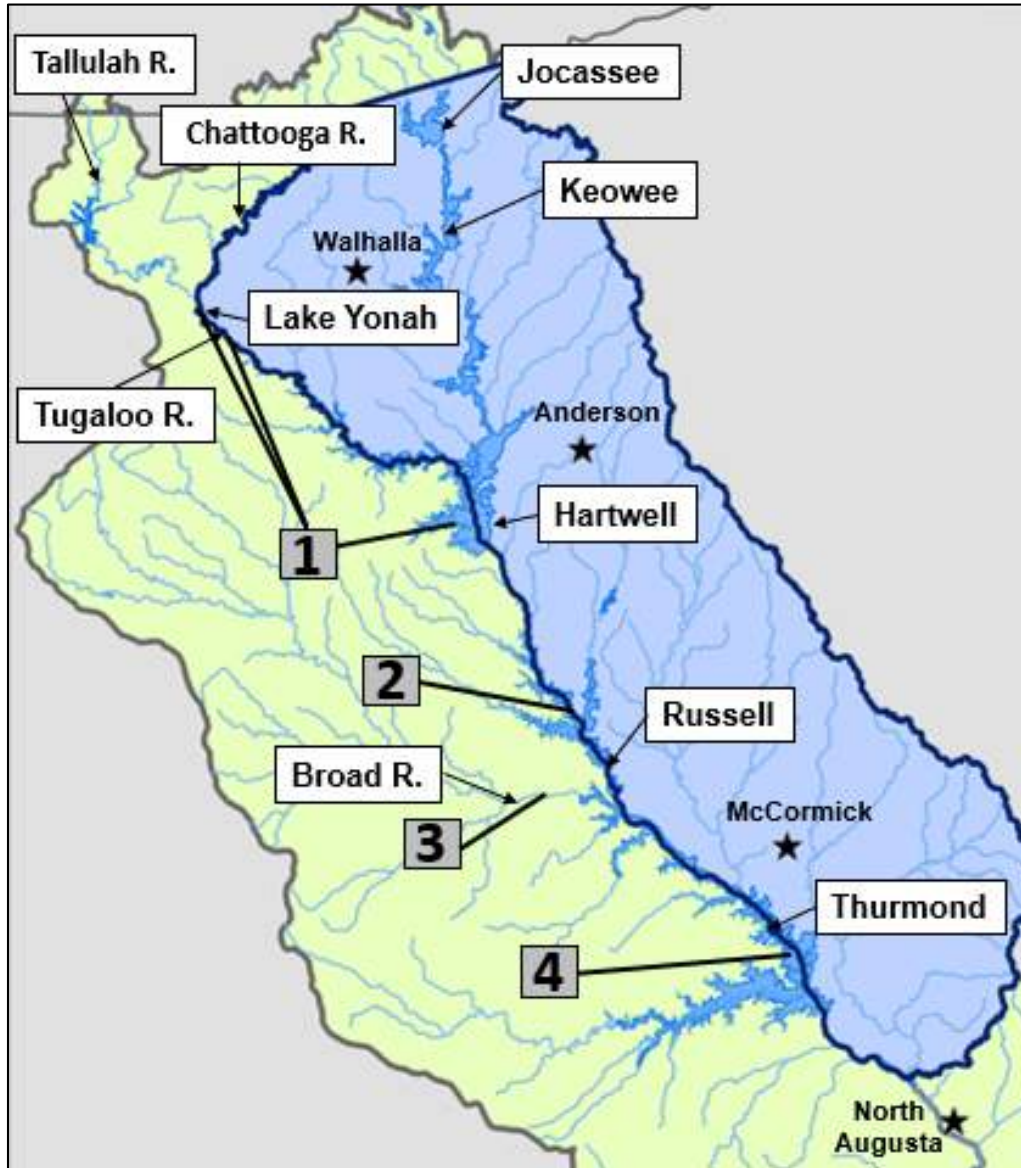 Tallulah R.
Jocassee
Chattooga R.
Keowee
Walhalla
Lake Yonah
Tugaloo R.
Anderson
Hartwell
1
2
Russell
Broad R.
McCormick
3
Thurmond
4
North
Augusta